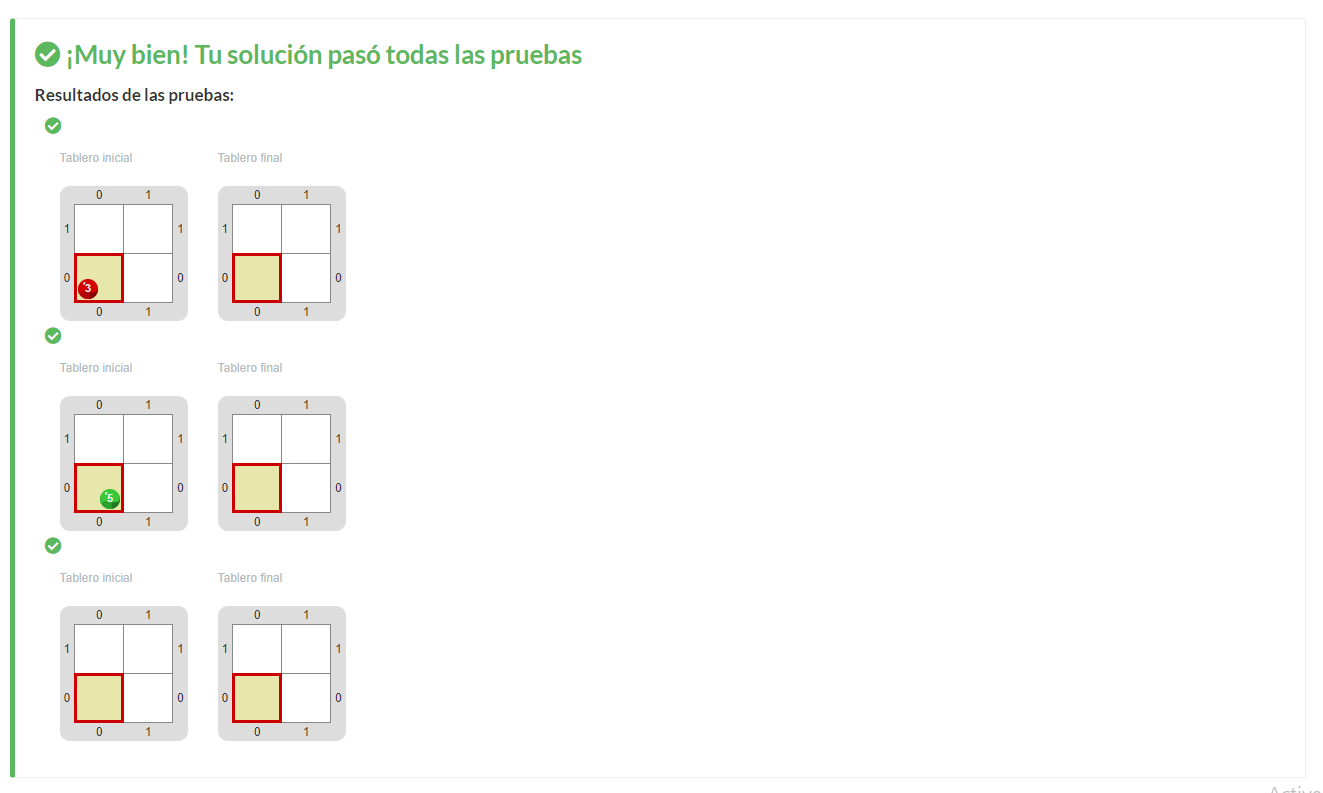 ¡Muy bien! Tu solución pasó todas las pruebas
Resultados de las pruebas:
Tablero inicial Tablero final
0 1 0 1
1 1 1 1
0 3 0 0 0
0 1 0 1
Tablero inicial Tablero final
0 1 0 1
1 1 1 1
0 5 0 0 0
0 1 0 1
Tablero inicial Tablero final
0 1 0 1
1 1 1 1
0 0 0 0
0 1 0 1